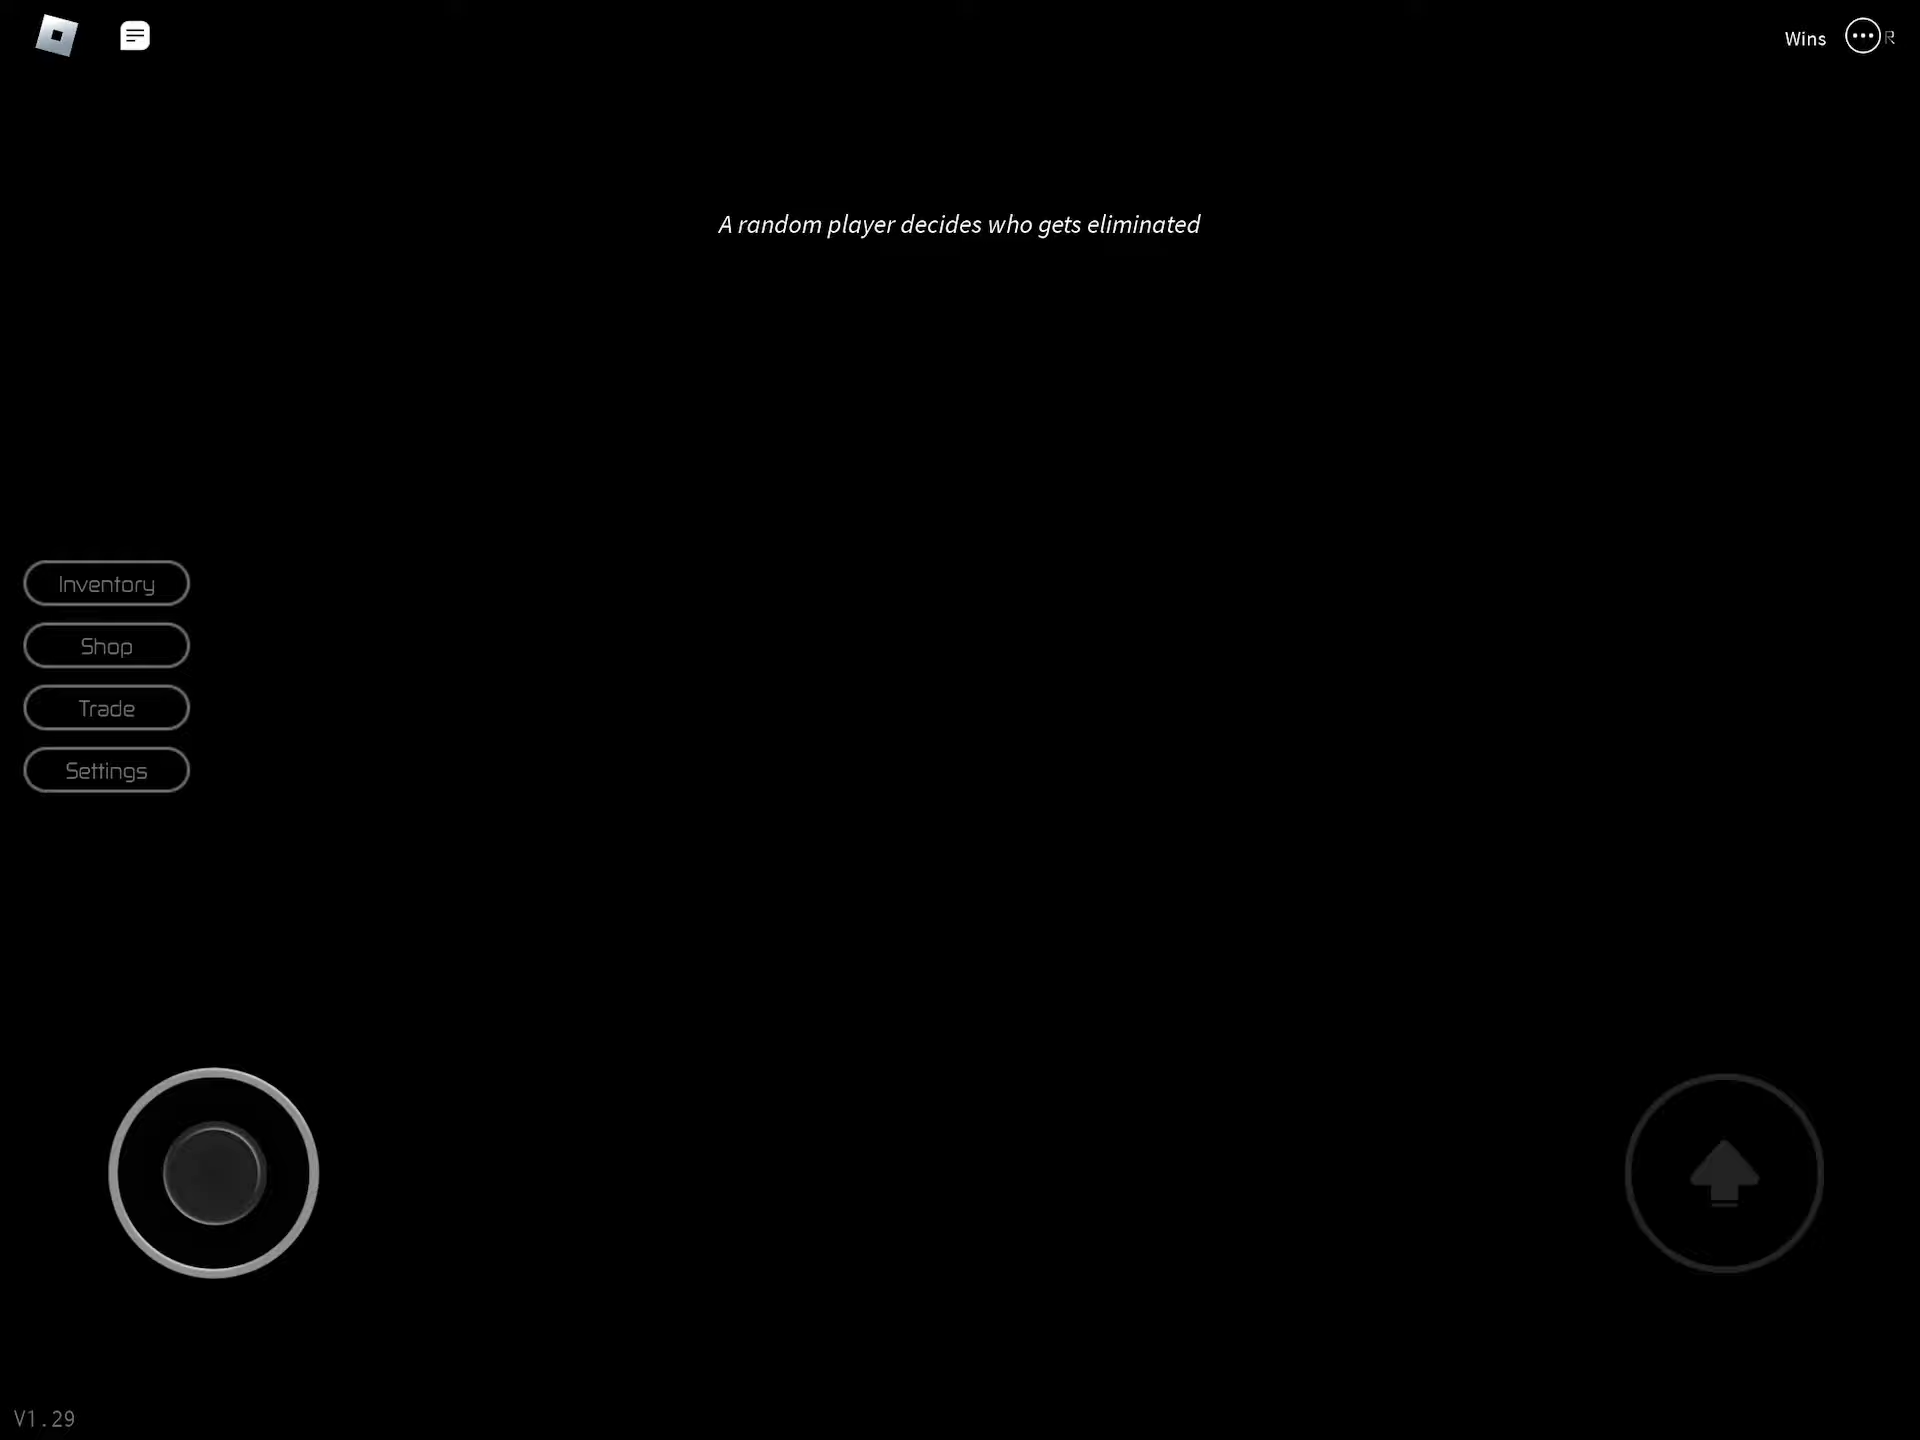 Wins
R
A random player decides who gets eliminated
Inventory
Shop
Trade
Settings
V1.29